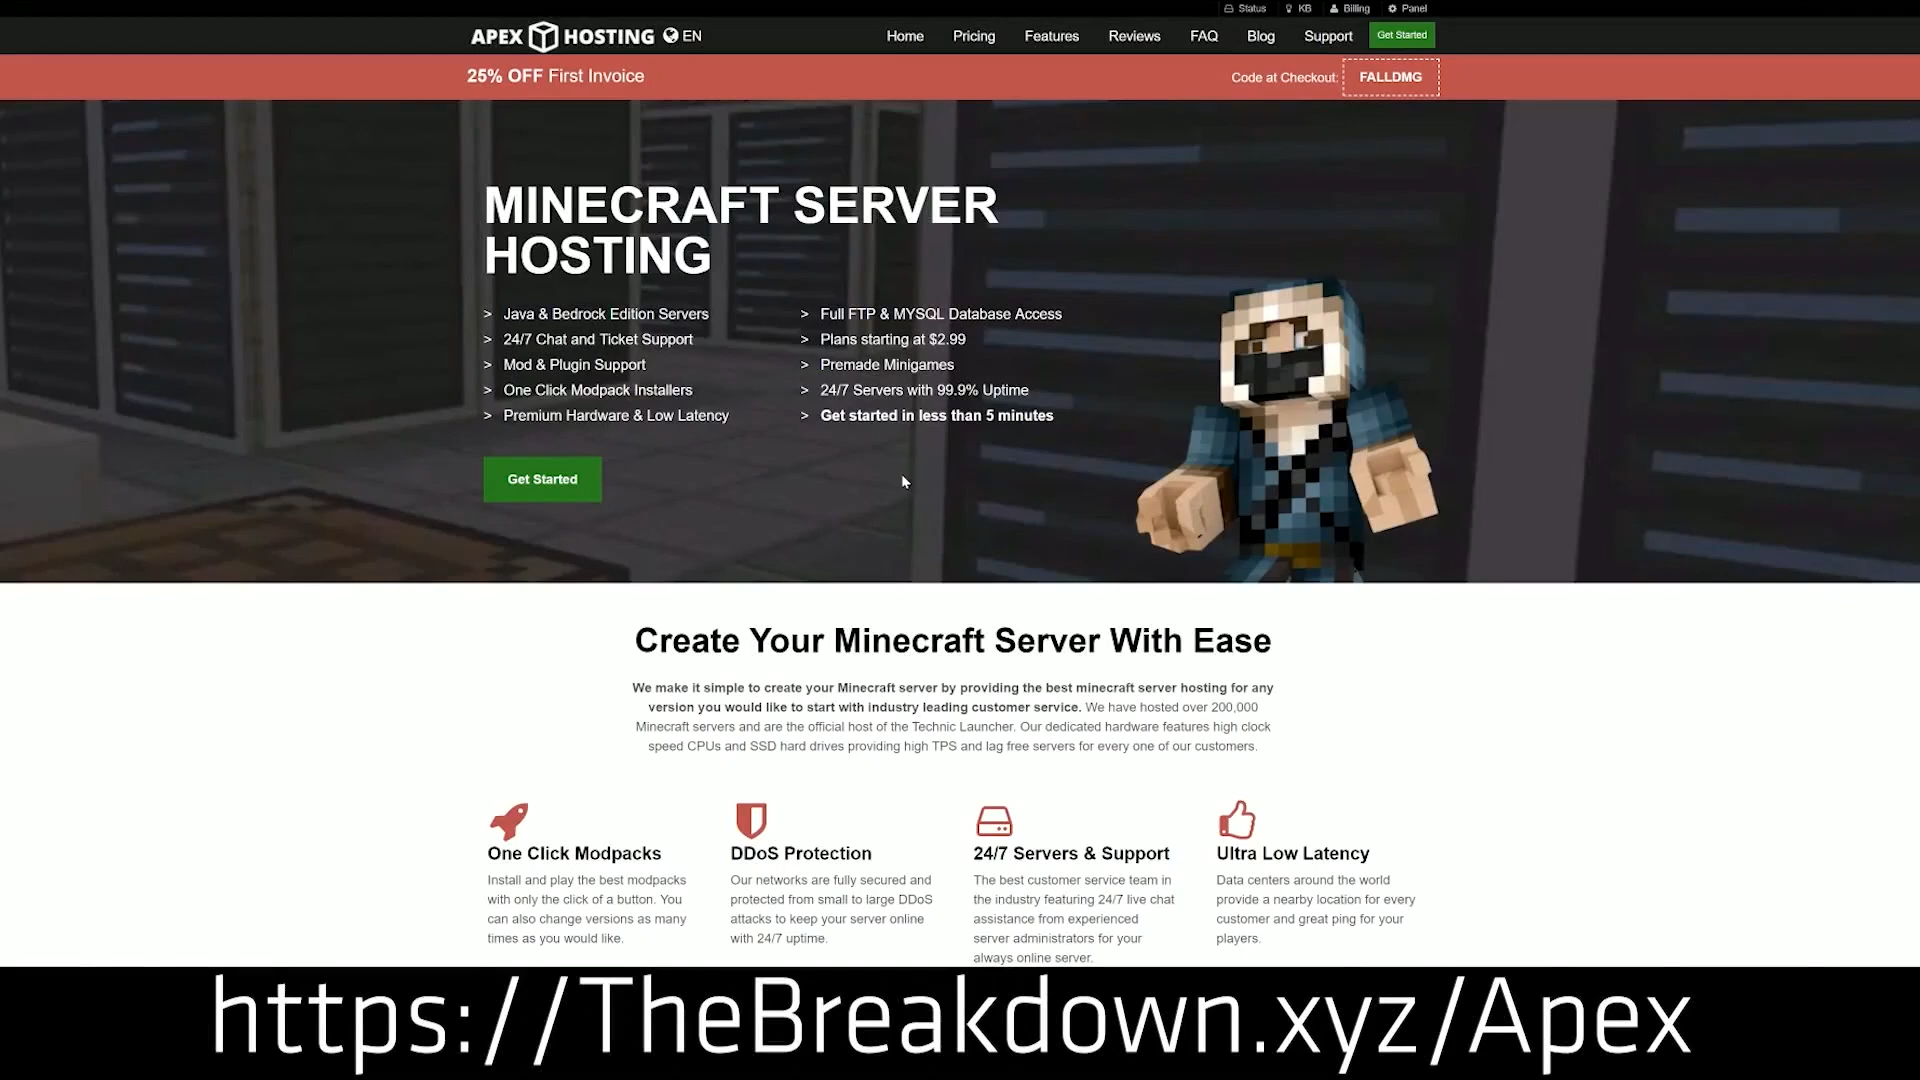 Status KB Billing Panel
APEX HOSTING EN Home Pricing Features Reviews FAQ Blog Support Get Started
25% OFF First Invoice Code at Checkout: FALLDMG
MINECRAFT SERVER
HOSTING
> Java & Bedrock Edition Servers
> 24/7 Chat and Ticket Support
> Mod & Plugin Support
> One Click Modpack Installers
> Premium Hardware & Low Latency
> Full FTP & MYSQL Database Access
> Plans starting at $2.99
> Premade Minigames
> 24/7 Servers with 99.9% Uptime
> Get started in less than 5 minutes
Get Started
Create Your Minecraft Server With Ease
We make it simple to create your Minecraft server by providing the best minecraft server hosting for any
version you would like to start with industry leading customer service. We have hosted over 200,000
Minecraft servers and are the official host of the Technic Launcher. Our dedicated hardware features high clock
speed CPUs and SSD hard drives providing high TPS and lag free servers for every one of our customers.
One Click Modpacks
Install and play the best modpacks
with only the click of a button. You
can also change versions as many
times as you would like.
DDoS Protection
Our networks are fully secured and
protected from small to large DDoS
attacks to keep your server online
with 24/7 uptime.
24/7 Servers & Support
The best customer service team in
the industry featuring 24/7 live chat
assistance from experienced
server administrators for your
always online server.
Ultra Low Latency
Data centers around the world
provide a nearby location for every
customer and great ping for your
players.
https://TheBreakdown.xyz/Apex